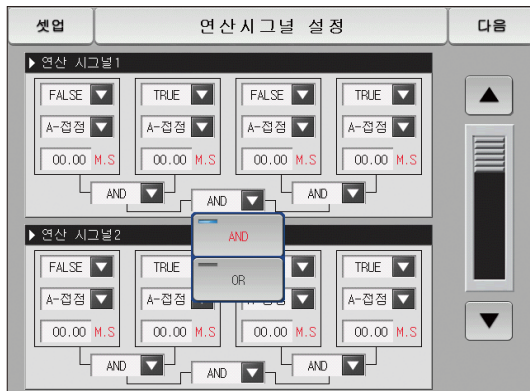 셋업 연산시그널 설정 다음
▶ 연산 시그널1
FALSE TRUE FALSE TRUE
A-접점 A-접점 A-접점 A-접점
00.00 M.S 00.00 M.S 00.00 M.S 00.00 M.S
AND AND AND
▶ 연산 시그널2
AND
FALSE TRUE TRUE
OR
A-접점 A-접점 A-접점
00.00 M.S 00.00 M.S 00.00 M.S 00.00 M.S
AND AND AND